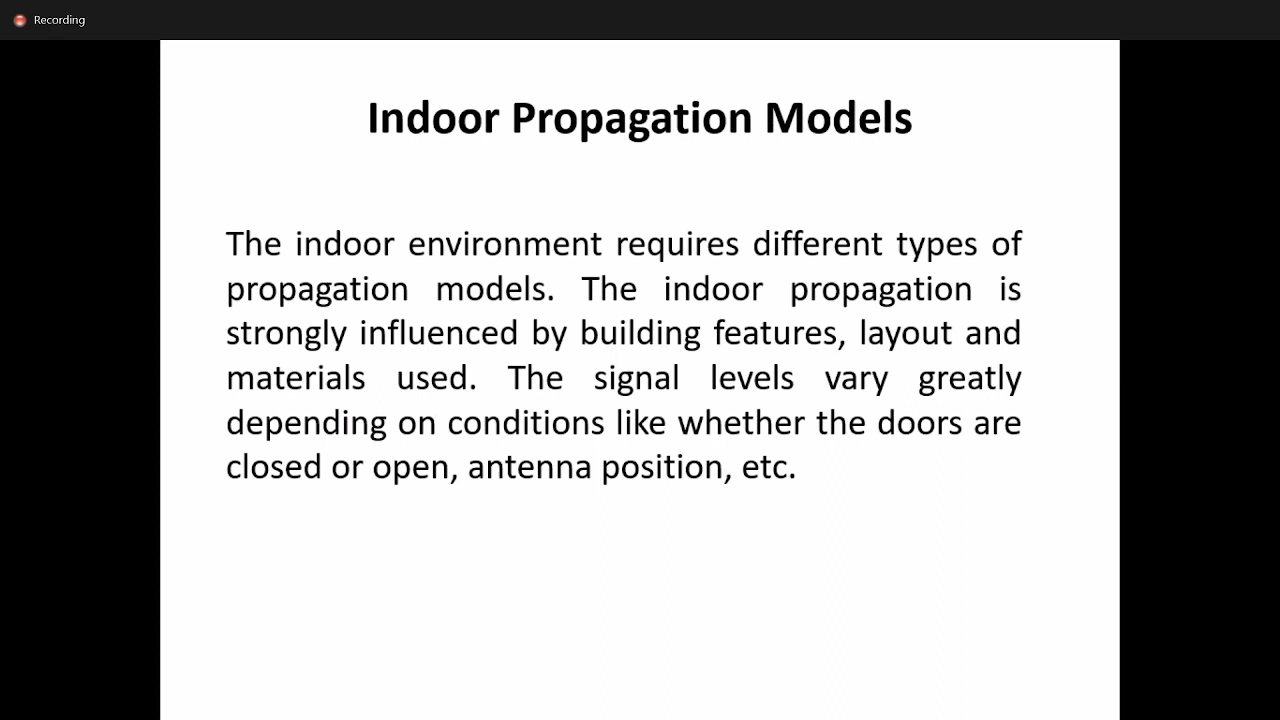 Recording
Indoor Propagation Models
The indoor environment requires different types of
propagation models. The indoor propagation is
strongly influenced by building features, layout and
materials used. The signal levels vary greatly
depending on conditions like whether the doors are
closed or open, antenna position, etc.